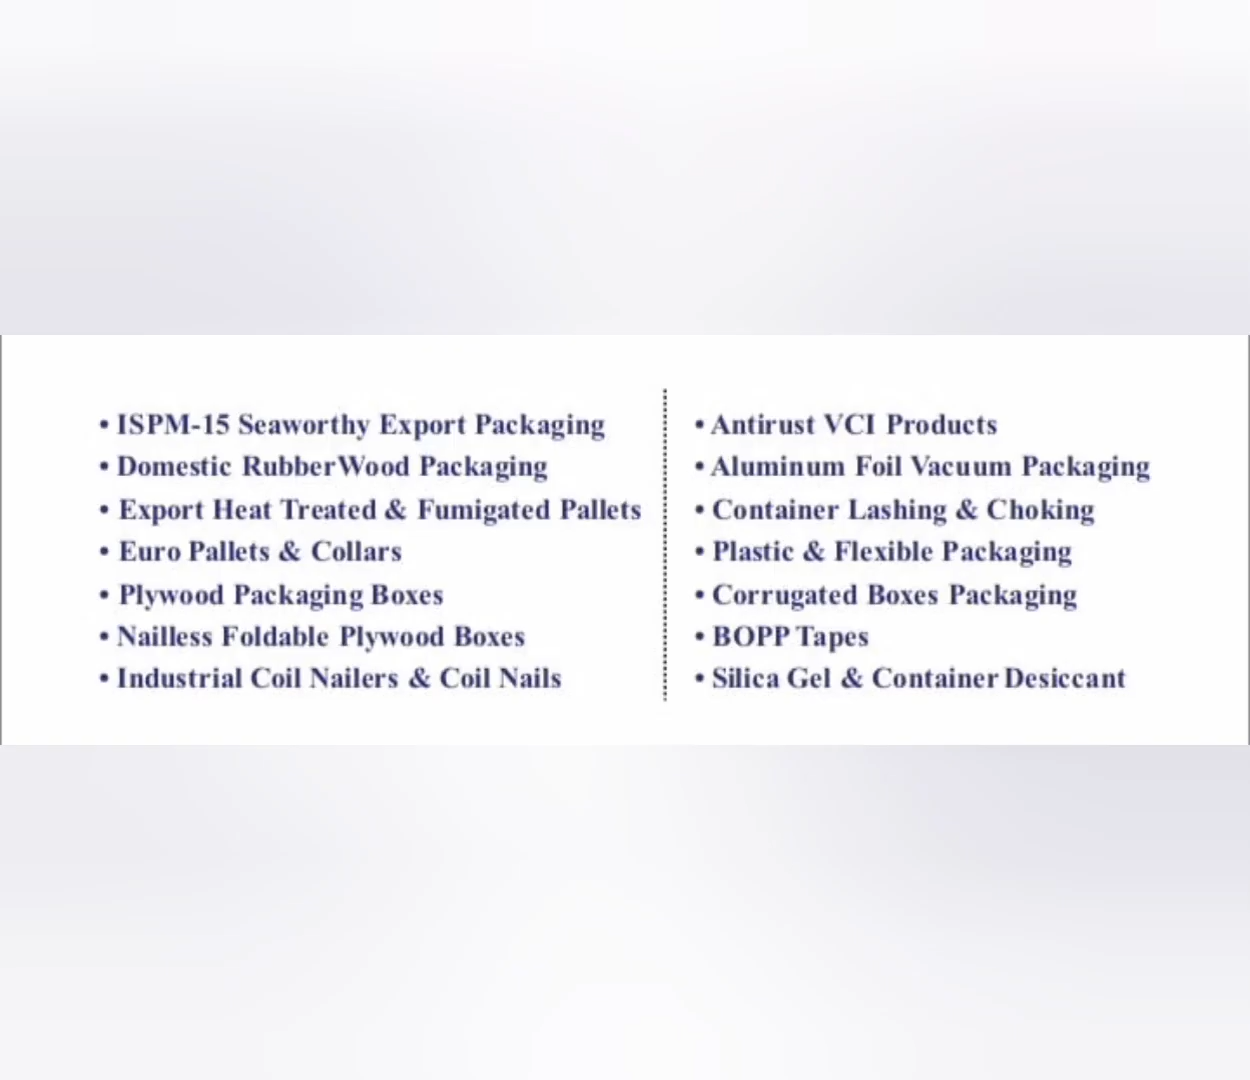 • ISPM-15 Seaworthy Export Packaging
• Domestic RubberWood Packaging
• Export Heat Treated & Fumigated Pallets
• Euro Pallets & Collars
• Plywood Packaging Boxes
• Nailless Foldable Plywood Boxes
• Industrial Coil Nailers & Coil Nails
• Antirust VCI Products
• Aluminum Foil Vacuum Packaging
• Container Lashing & Choking
• Plastic & Flexible Packaging
• Corrugated Boxes Packaging
• BOPP Tapes
• Silica Gel & Container Desiccant